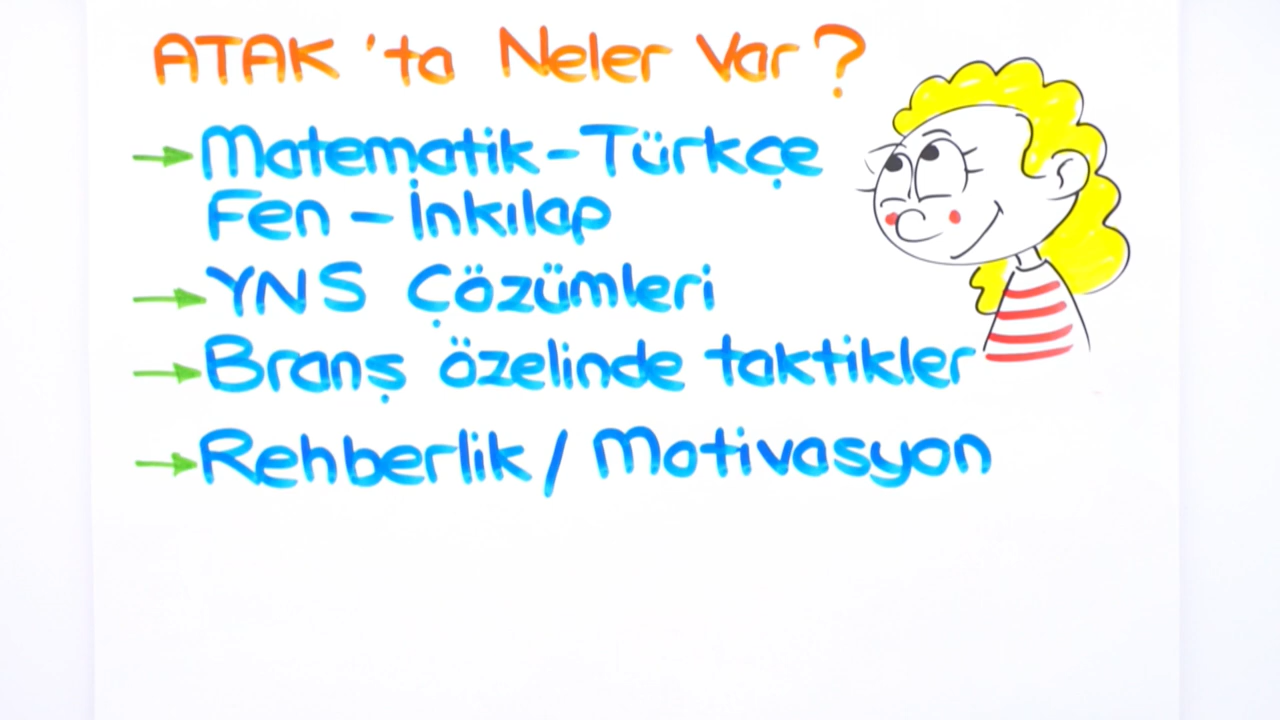 ATAK 'ta Neler Var?
→ Matematik - Türkçe
Fen - İnkılap
→ YNS Çözümleri
→ Branş özelinde taktikler
→ Rehberlik / Motivasyon